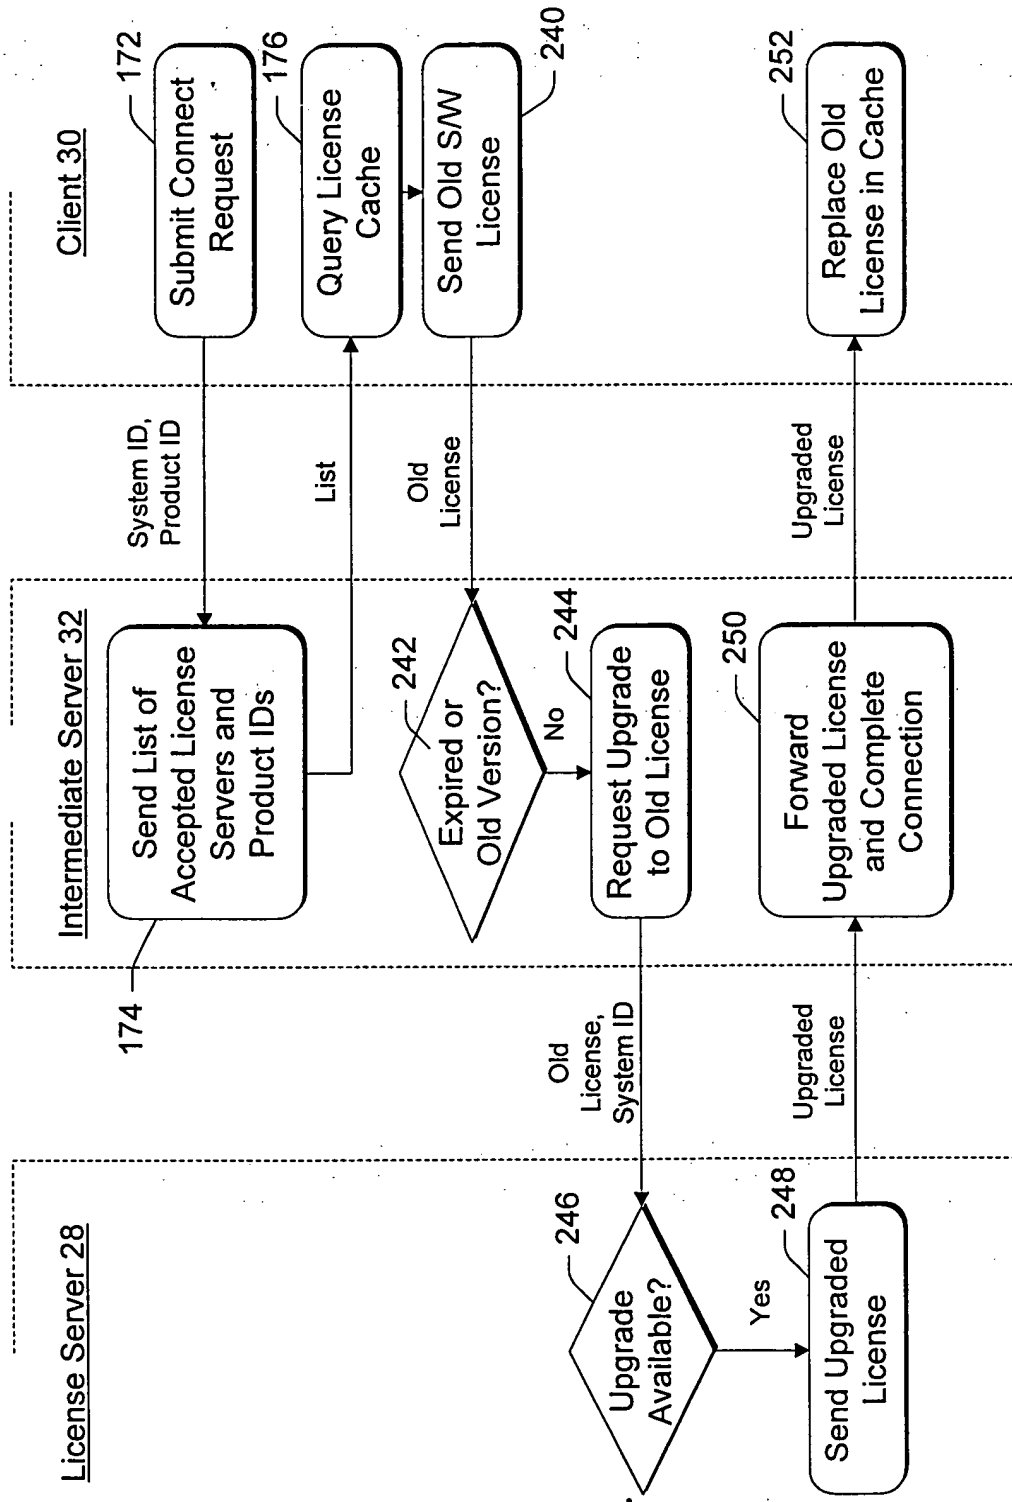 License Server 28
Intermediate Server 32
Client 30
172
Submit Connect
Request
System ID,
Product ID
Send List of
Accepted License
Servers and
Product IDs
174
List
176
Query License
Cache
Send Old S/W
License
240
Old
License
242
Expired or
Old Version?
No
244
Request Upgrade
to Old License
Old
License,
System ID
246
Upgrade
Available?
Yes
248
Send Upgraded
License
Upgraded
License
250
Forward
Upgraded License
and Complete
Connection
Upgraded
License
252
Replace Old
License in Cache